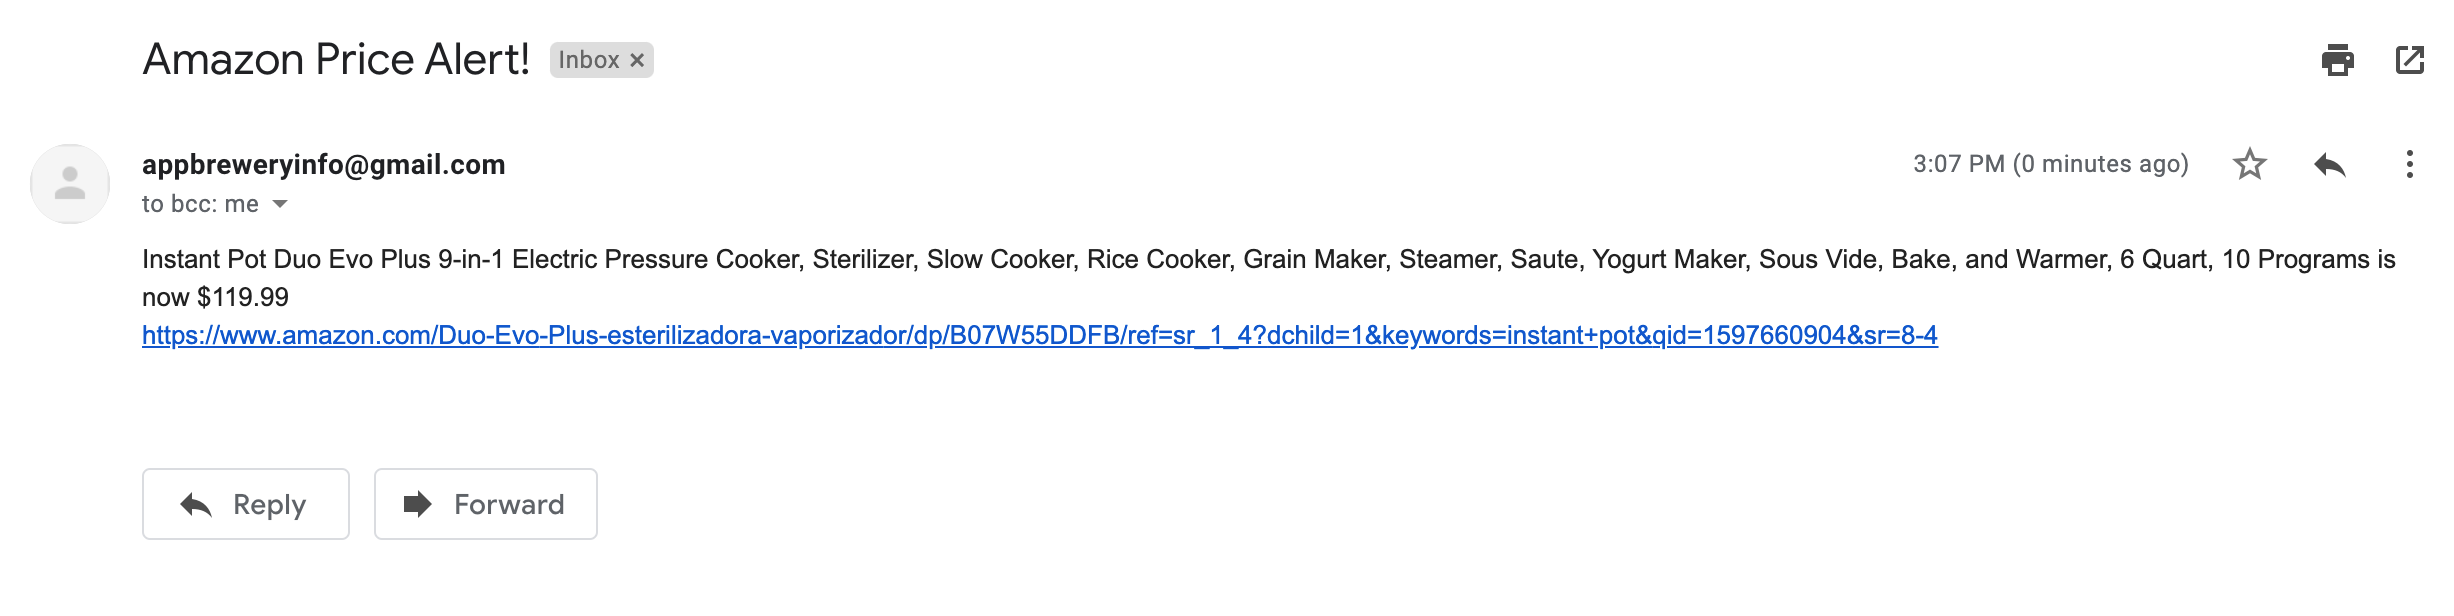 Amazon Price Alert! Inbox ×
appbreweryinfo@gmail.com 3:07 PM (0 minutes ago)
to bcc: me
Instant Pot Duo Evo Plus 9-in-1 Electric Pressure Cooker, Sterilizer, Slow Cooker, Rice Cooker, Grain Maker, Steamer, Saute, Yogurt Maker, Sous Vide, Bake, and Warmer, 6 Quart, 10 Programs is
now $119.99
https://www.amazon.com/Duo-Evo-Plus-esterilizadora-vaporizador/dp/B07W55DDFB/ref=sr_1_4?dchild=1&keywords=instant+pot&qid=1597660904&sr=8-4
Reply Forward